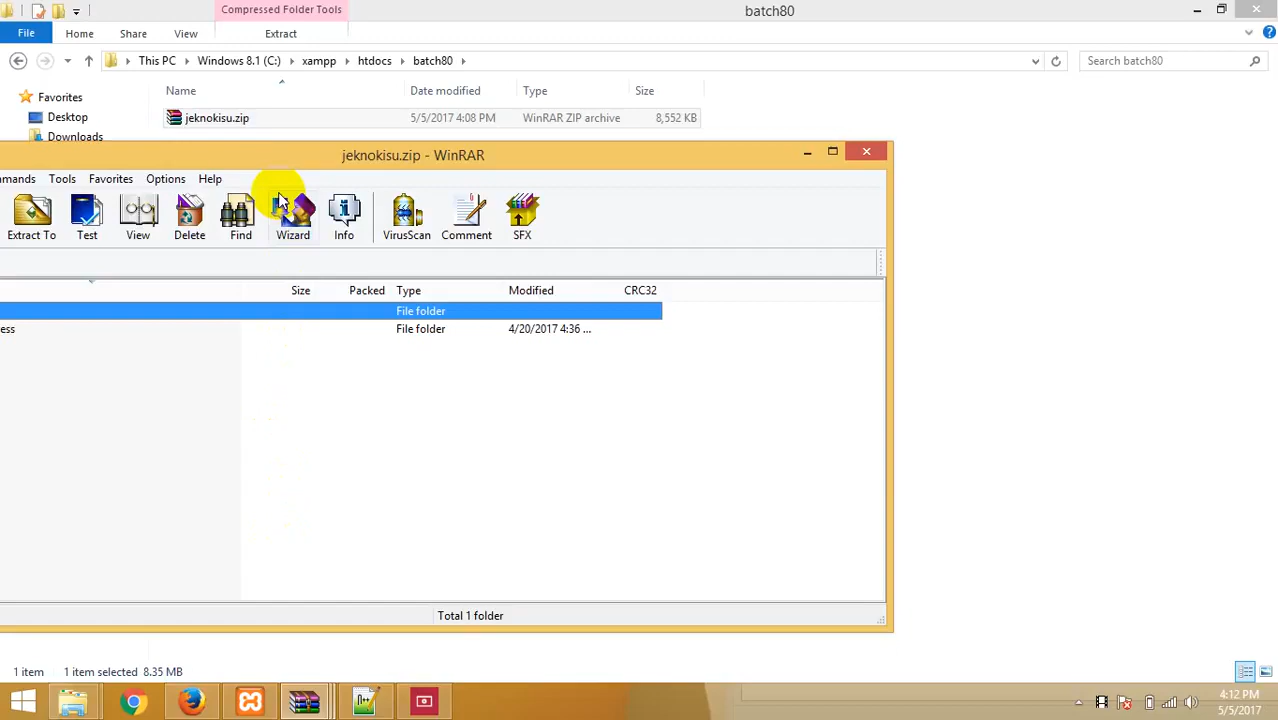 Compressed Folder Tools
batch80
File
Home
Share
View
Extract
This PC
Windows 8.1 (C:)
xampp
htdocs
batch80
Search batch80
Favorites
Desktop
Downloads
Name
Date modified
Type
Size
jeknokisu.zip
5/5/2017 4:08 PM
WinRAR ZIP archive
8,552 KB
jeknokisu.zip - WinRAR
mmands
Tools
Favorites
Options
Help
Extract To
Test
View
Delete
Find
Wizard
Info
VirusScan
Comment
SFX
Size
Packed
Type
Modified
CRC32
File folder
ess
File folder
4/20/2017 4:36 ...
Total 1 folder
1 item
1 item selected 8.35 MB
4:12 PM
5/5/2017